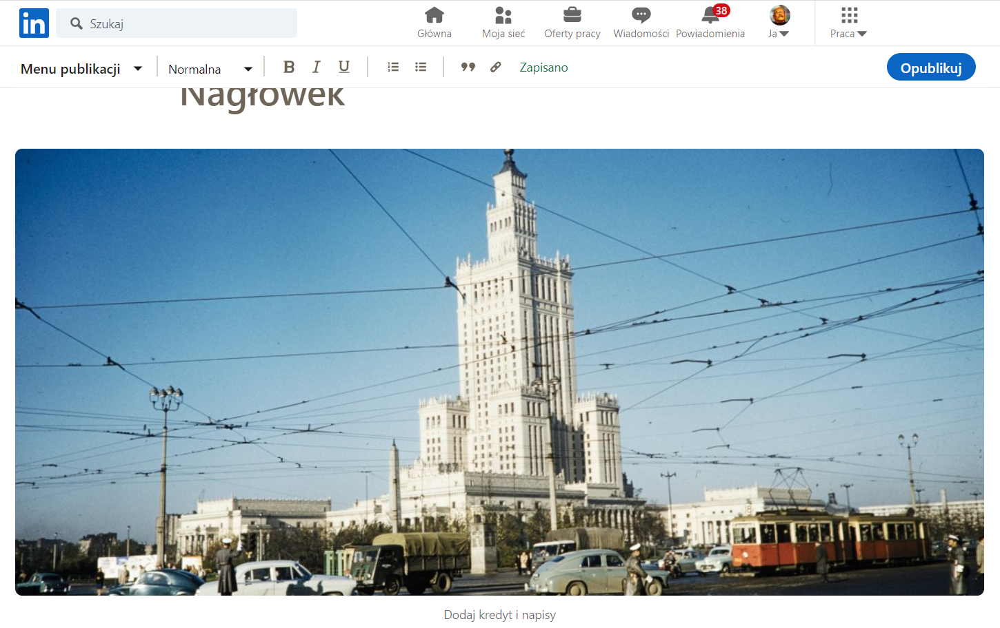 in
Szukaj
Główna
Moja sieć
Oferty pracy
Wiadomości
38
Powiadomienia
Ja
Praca
Menu publikacji
Normalna
B I U
Zapisano
Opublikuj
Nagłówek
Dodaj kredyt i napisy